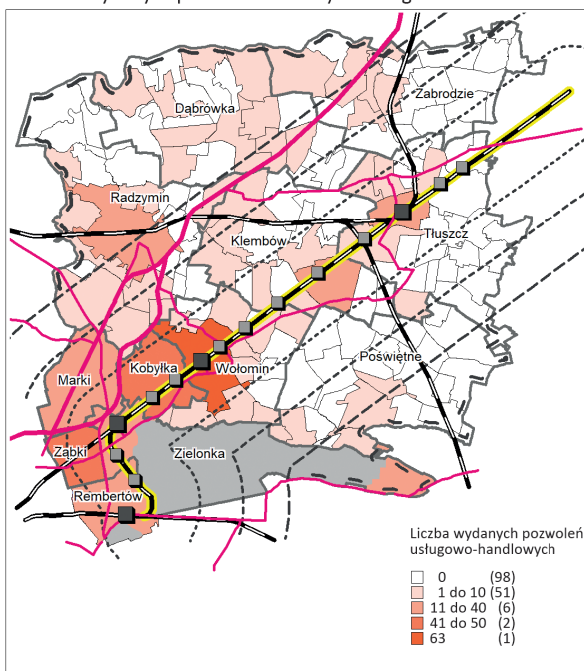 Dąbrówka
Zabrodzie
Radzymin
Klembów
Tłuszcz
Poświętne
Marki
Kobyłka
Wołomin
Ząbki
Zielonka
Rembertów
Liczba wydanych pozwoleń
usługowo-handlowych
0 (98)
1 do 10 (51)
11 do 40 (6)
41 do 50 (2)
63 (1)